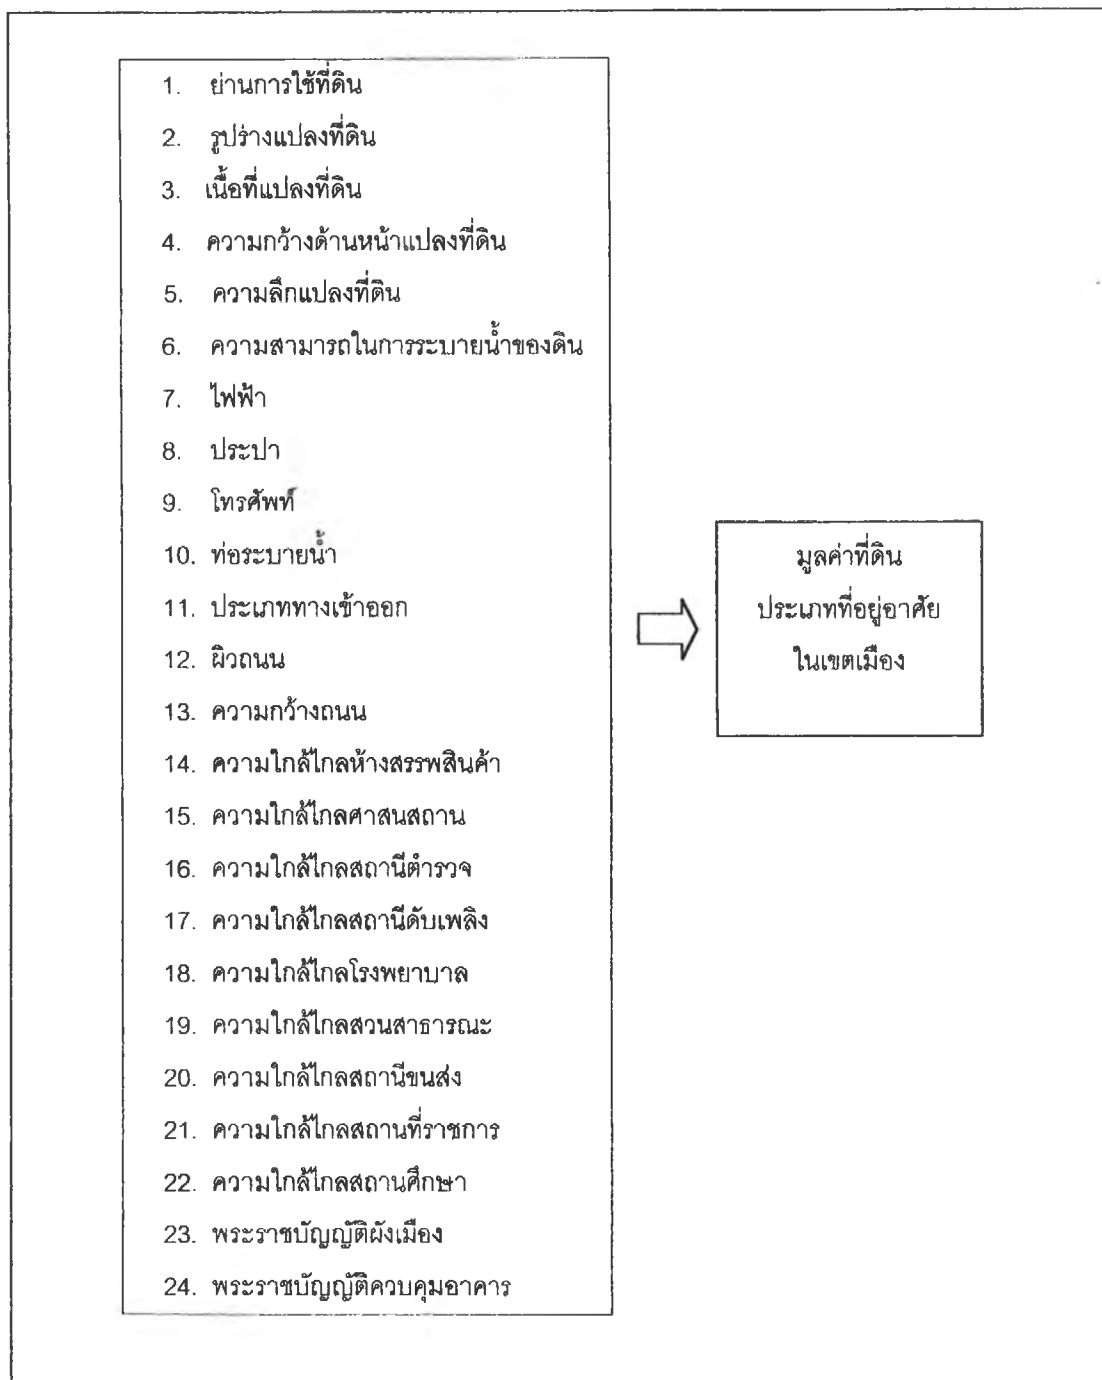 1. ย่านการใช้ที่ดิน
2. รูปร่างแปลงที่ดิน
3. เนื้อที่แปลงที่ดิน
4. ความกว้างด้านหน้าแปลงที่ดิน
5. ความลึกแปลงที่ดิน
6. ความสามารถในการระบายน้ำของดิน
7. ไฟฟ้า
8. ประปา
9. โทรศัพท์
10. ท่อระบายน้ำ
11. ประเภททางเข้าออก
12. ผิวถนน
13. ความกว้างถนน
14. ความใกล้ไกลห้างสรรพสินค้า
15. ความใกล้ไกลศาสนสถาน
16. ความใกล้ไกลสถานีตำรวจ
17. ความใกล้ไกลสถานีดับเพลิง
18. ความใกล้ไกลโรงพยาบาล
19. ความใกล้ไกลสวนสาธารณะ
20. ความใกล้ไกลสถานีขนส่ง
21. ความใกล้ไกลสถานที่ราชการ
22. ความใกล้ไกลสถานศึกษา
23. พระราชบัญญัติผังเมือง
24. พระราชบัญญัติควบคุมอาคาร
มูลค่าที่ดิน
ประเภทที่อยู่อาศัย
ในเขตเมือง